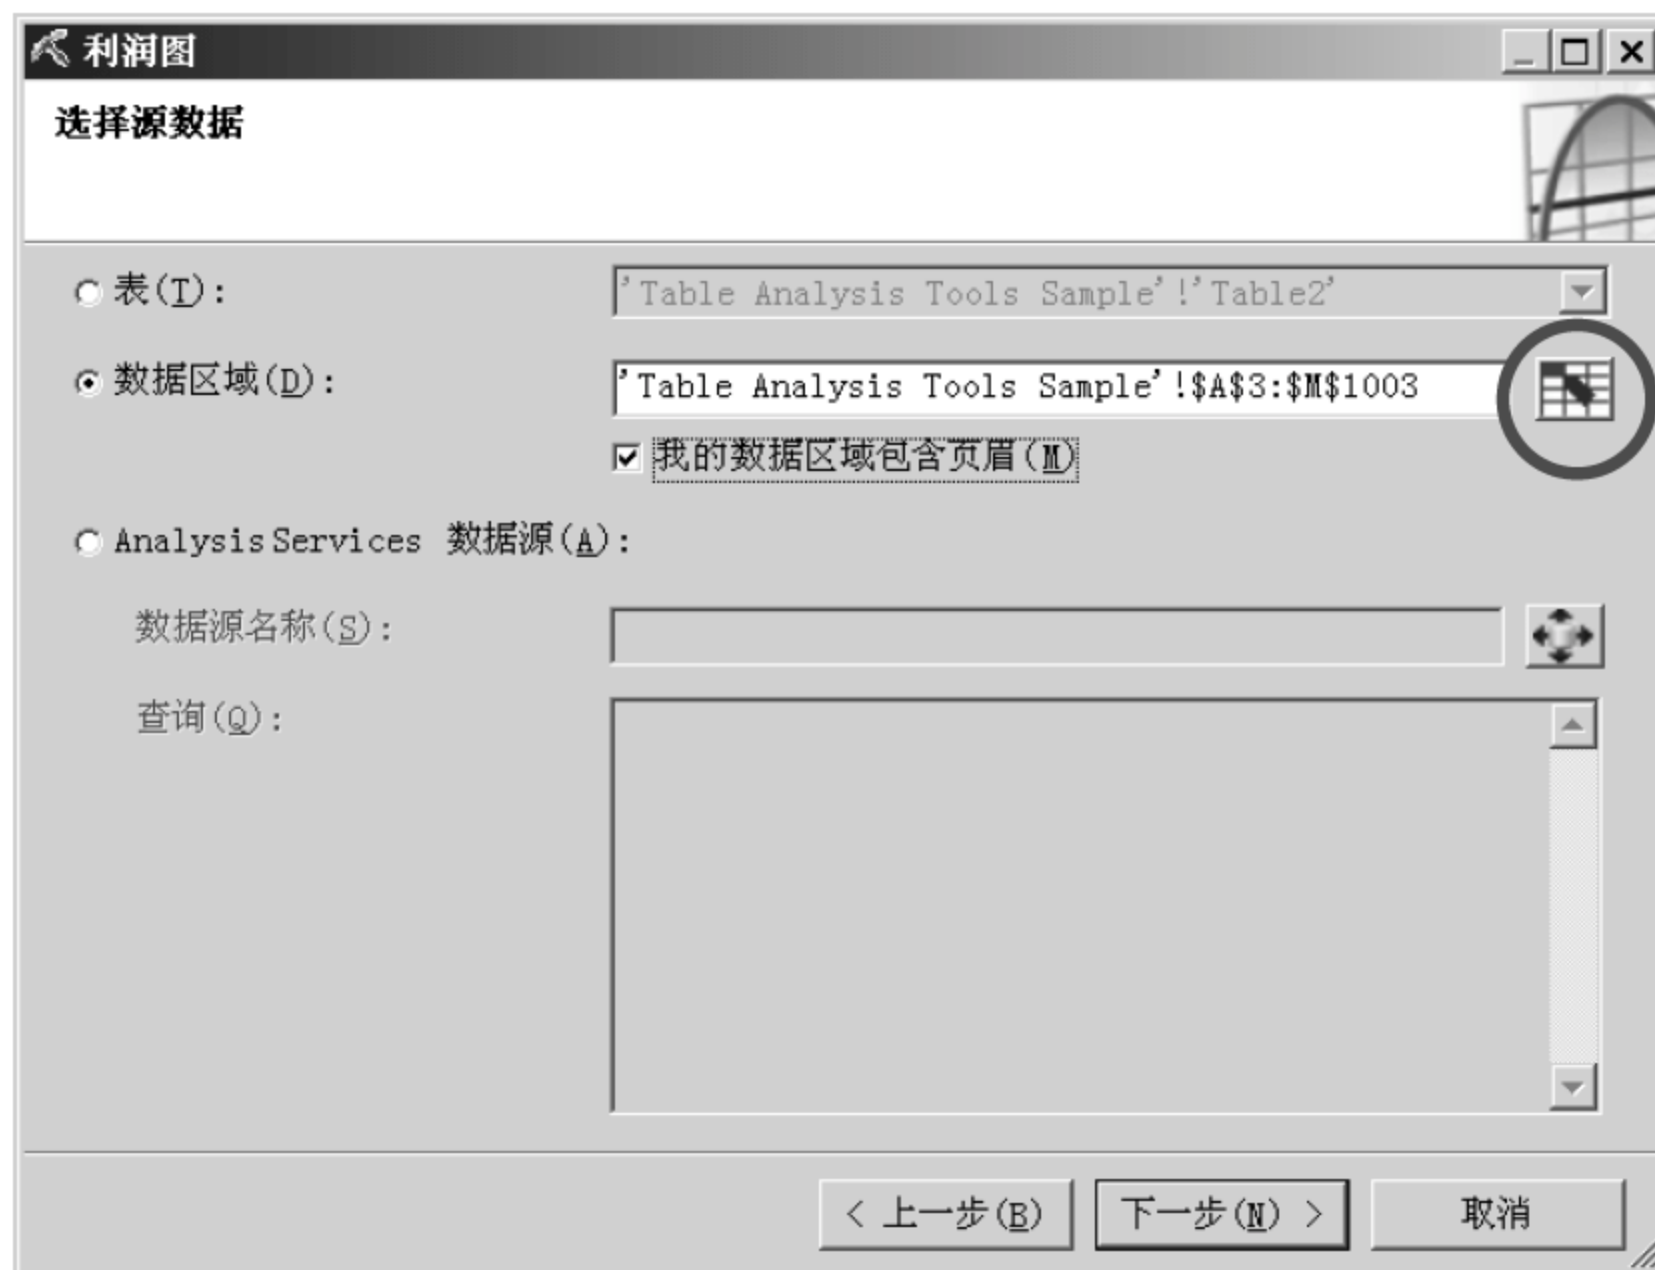 利润图
选择源数据
表(T):
'Table Analysis Tools Sample'!'Table2'
数据区域(D):
'Table Analysis Tools Sample'!$A$3:$M$1003
我的数据区域包含页眉(M)
Analysis Services 数据源(A):
数据源名称(S):
查询(Q):
< 上一步(B)
下一步(N) >
取消